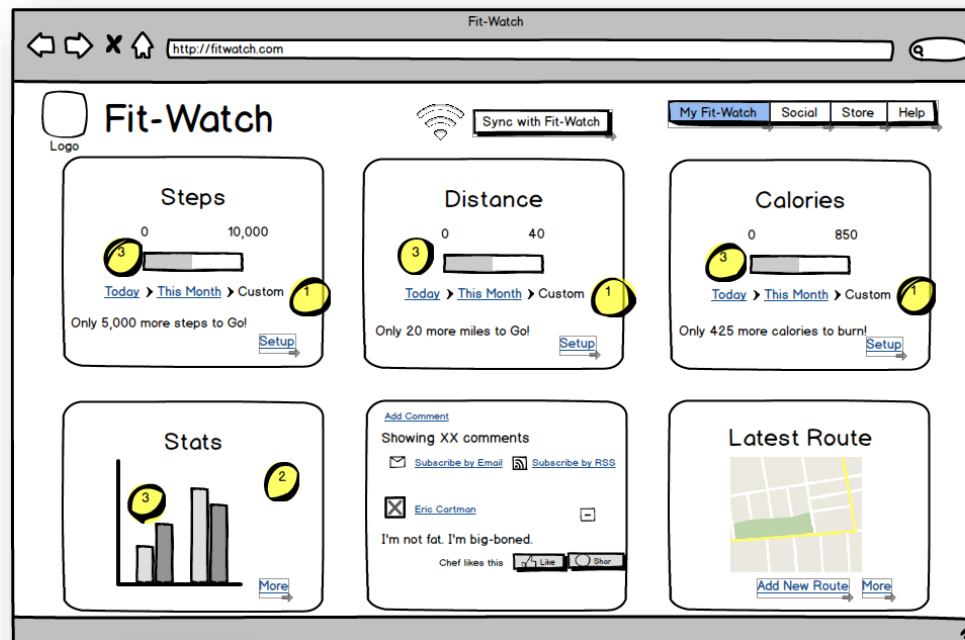 Fit-Watch
http://fitwatch.com
Logo
Fit-Watch
Sync with Fit-Watch
My Fit-Watch Social Store Help
Steps
0 10,000
3
Today This Month Custom
1
Only 5,000 more steps to Go!
Setup
Distance
0 40
3
Today This Month Custom
1
Only 20 more miles to Go!
Setup
Calories
0 850
3
Today This Month Custom
1
Only 425 more calories to burn!
Setup
Stats
2
3
More
Add Comment
Showing XX comments
Subscribe by Email Subscribe by RSS
Eric Cartman
I'm not fat. I'm big-boned.
Chef likes this Like Shar
Latest Route
Add New Route More